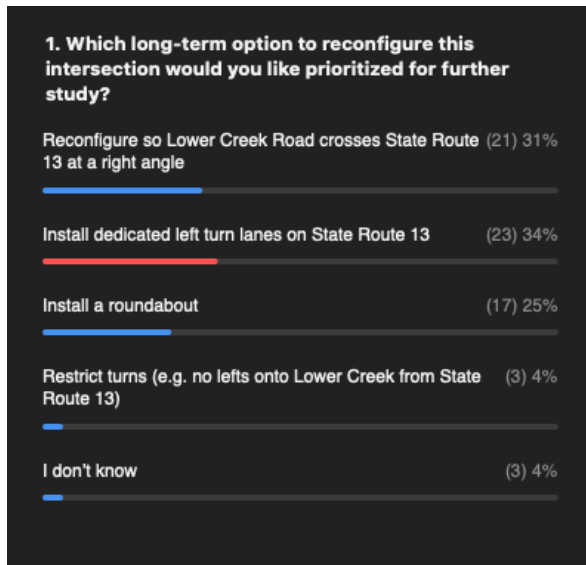 1. Which long-term option to reconfigure this
intersection would you like prioritized for further
study?
Reconfigure so Lower Creek Road crosses State Route (21) 31%
13 at a right angle
Install dedicated left turn lanes on State Route 13 (23) 34%
Install a roundabout (17) 25%
Restrict turns (e.g. no lefts onto Lower Creek from State (3) 4%
Route 13)
I don't know (3) 4%